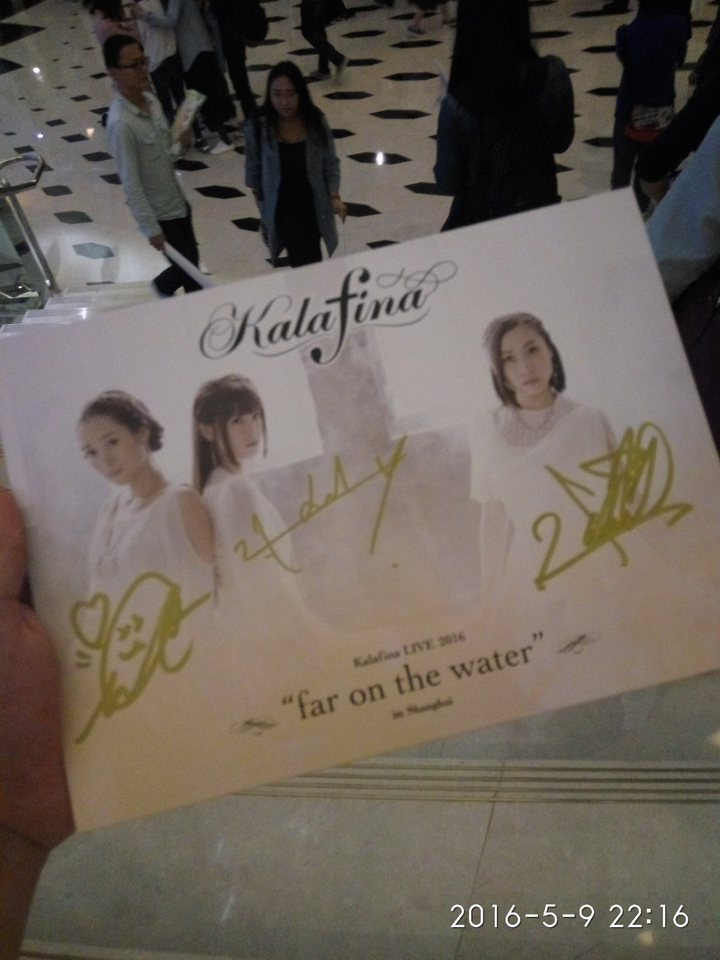 Kalafina
Kalafina LIVE 2016
“far on the water”
in Shanghai
2016-5-9 22:16